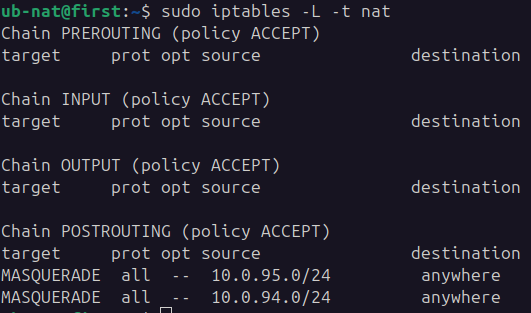 ub-nat@first:~$ sudo iptables -L -t nat
Chain PREROUTING (policy ACCEPT)
target     prot opt source               destination
Chain INPUT (policy ACCEPT)
target     prot opt source               destination
Chain OUTPUT (policy ACCEPT)
target     prot opt source               destination
Chain POSTROUTING (policy ACCEPT)
target     prot opt source               destination
MASQUERADE  all  --  10.0.95.0/24         anywhere
MASQUERADE  all  --  10.0.94.0/24         anywhere